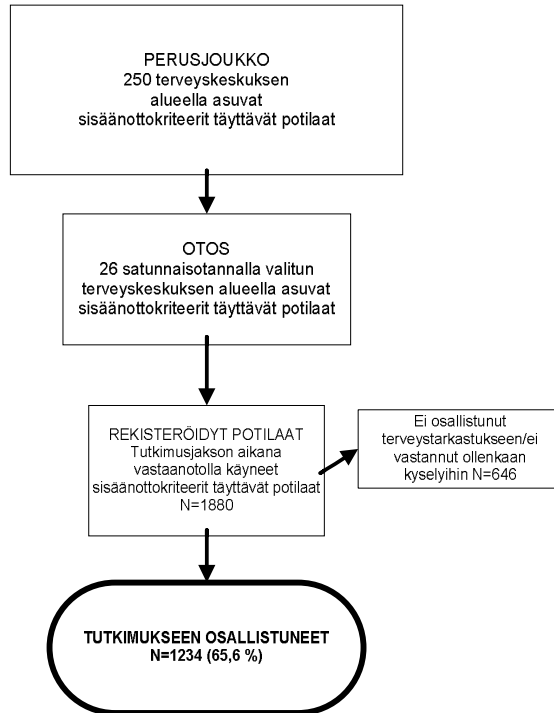 PERUSJOUKKO
250 terveyskeskuksen
alueella asuvat
sisäänottokriteerit täyttävät potilaat
OTOS
26 satunnaisotannalla valitun
terveyskeskuksen alueella asuvat
sisäänottokriteerit täyttävät potilaat
REKISTERÖIDYT POTILAAT
Tutkimusjakson aikana
vastaanotolla käyneet
sisäänottokriteerit täyttävät potilaat
N=1880
Ei osallistunut
terveystarkastukseen/ei
vastannut ollenkaan
kyselyihin N=646
TUTKIMUKSEEN OSALLISTUNEET
N=1234 (65,6 %)